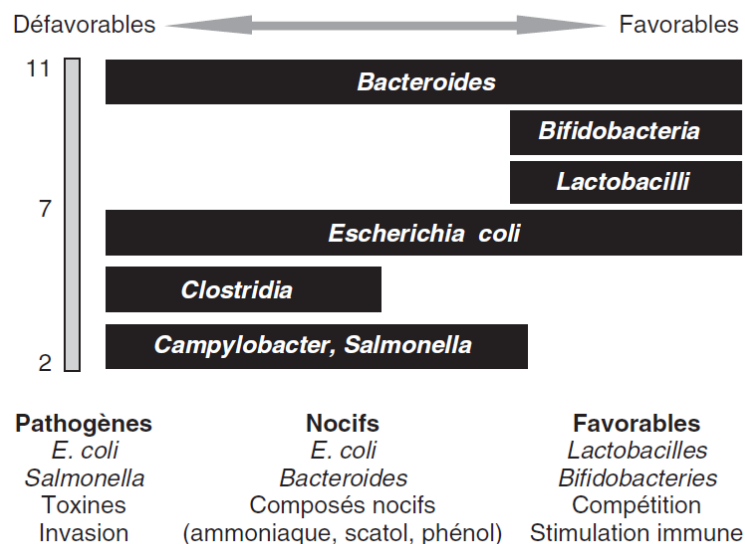 Défavorables Favorables
11
Bacteroides
Bifidobacteria
Lactobacilli
7
Escherichia coli
Clostridia
Campylobacter, Salmonella
2
Pathogènes Nocifs Favorables
E. coli E. coli Lactobacilles
Salmonella Bacteroides Bifidobacteries
Toxines Composés nocifs Compétition
Invasion (ammoniaque, scatol, phénol) Stimulation immune